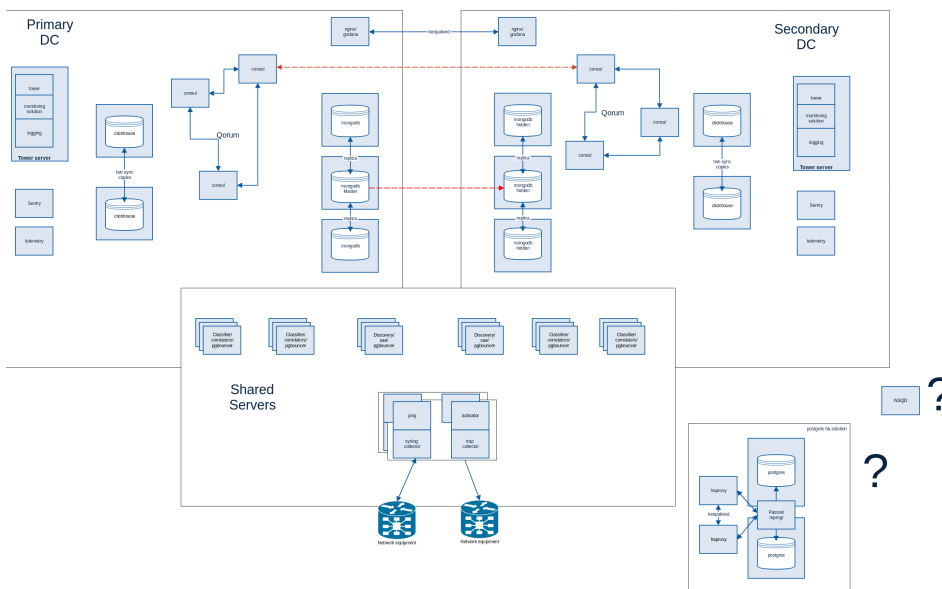 Primary
DC
nginx/
grafana
keepalived
nginx/
grafana
Secondary
DC
tower
monitroing
solution
logging
Tower server
clickhouse
two sync
copies
clickhouse
consul
consul
Qorum
consul
mongodb
replica
mongodb
Master
replica
mongodb
mongodb
hidden
replica
mongodb
hidden
replica
mongodb
hidden
consul
Qorum
consul
consul
clickhouse
two sync
copies
clickhouse
tower
monitoring
solution
logging
Tower server
Sentry
telemetry
Sentry
telemetry
Classifier/
correlators/
pgbouncer
Classifier/
correlators/
pgbouncer
Discovery/
sae/
pgbouncer
Discovery/
sae/
pgbouncer
Classifier/
correlators/
pgbouncer
Classifier/
correlators/
pgbouncer
Shared
Servers
ping
syslog
collector
activator
trap
collector
Network equipment
Network equipment
NSQD
?
postgres ha solution
?
postgres
haproxy
keepalived
haproxy
Patroni/
repmgr
postgres